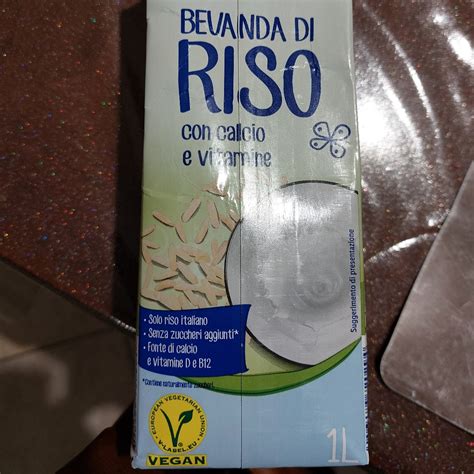 BEVANDA DI
RISO
con calcio
e vitamine
Suggerimento di presentazione
• Solo riso italiano
• Senza zuccheri aggiunti*
• Fonte di calcio
e vitamine D e B12
*Contiene naturalmente zuccheri.
EUROPEAN VEGETARIAN UNION
V-LABEL.EU
VEGAN
1L